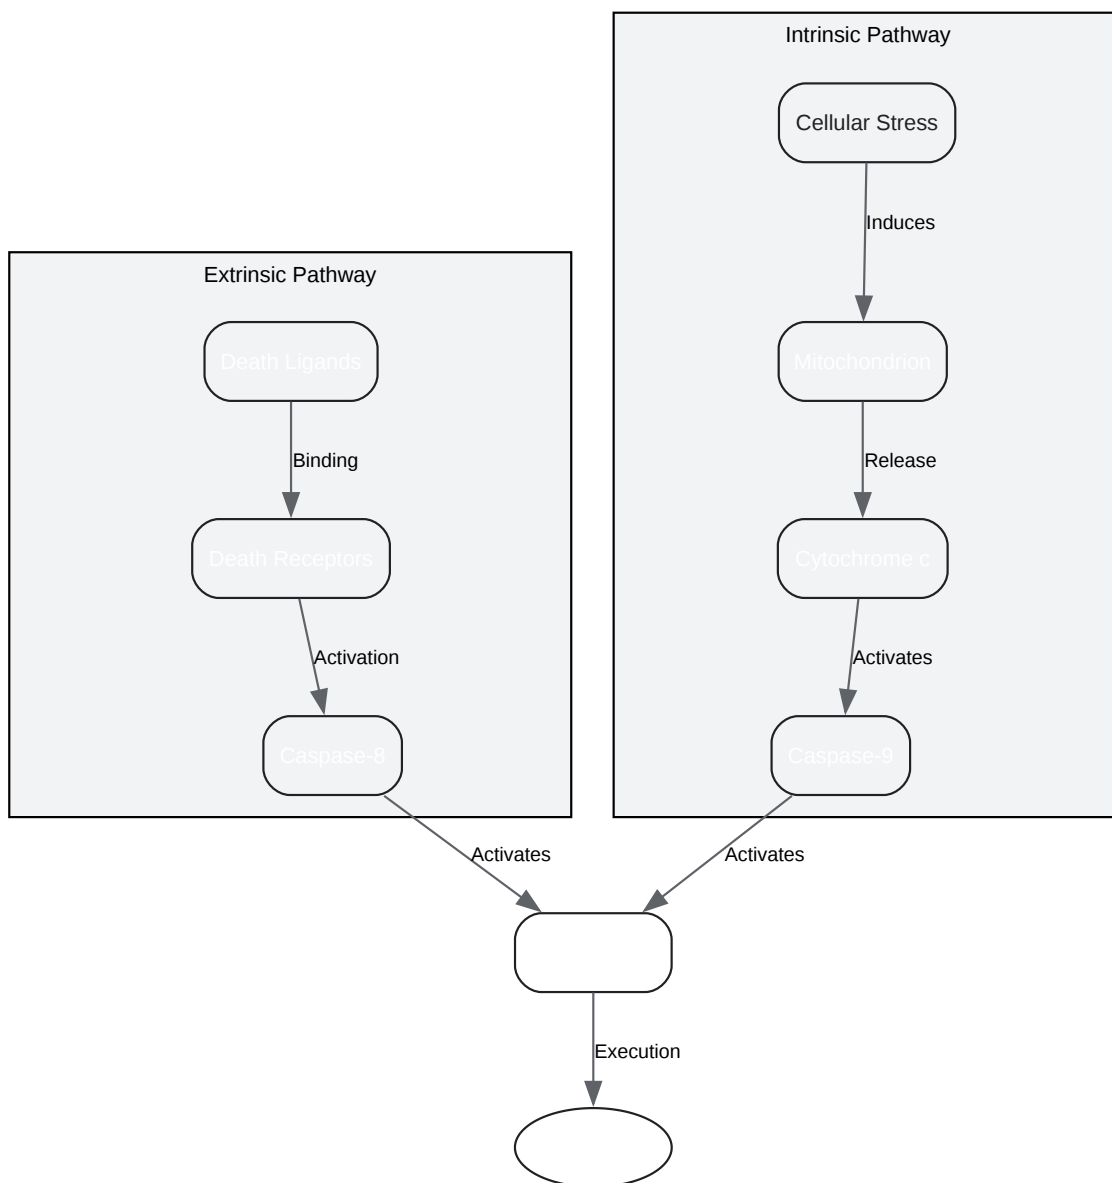 Intrinsic Pathway
Cellular Stress
Induces
Extrinsic Pathway
Death Ligands
Mitochondrion
Binding
Release
Death Receptors
Cytochrome c
Activation
Activates
Caspase-8
Caspase-9
Activates
Activates
Execution